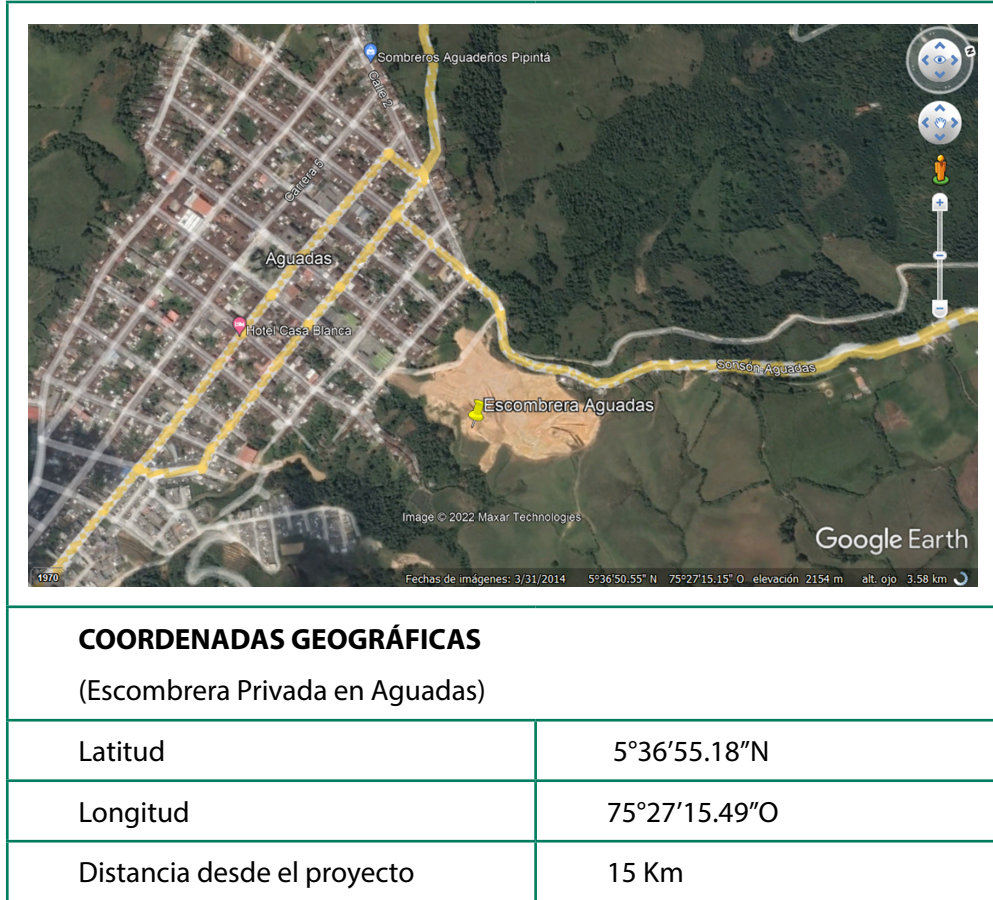 Sombreros Aguadeños Pipintá
Calle 2
Carrera 5
Aguadas
Hotel Casa Blanca
Sonsón-Aguadas
Escombrera Aguadas
Image © 2022 Maxar Technologies
Google Earth
1970
Fechas de imágenes: 3/31/2014 5°36'50.55" N 75°27'15.15" O elevación 2154 m alt. ojo 3.58 km
COORDENADAS GEOGRÁFICAS
(Escombrera Privada en Aguadas)
Latitud 5°36’55.18”N
Longitud 75°27’15.49”O
Distancia desde el proyecto 15 Km